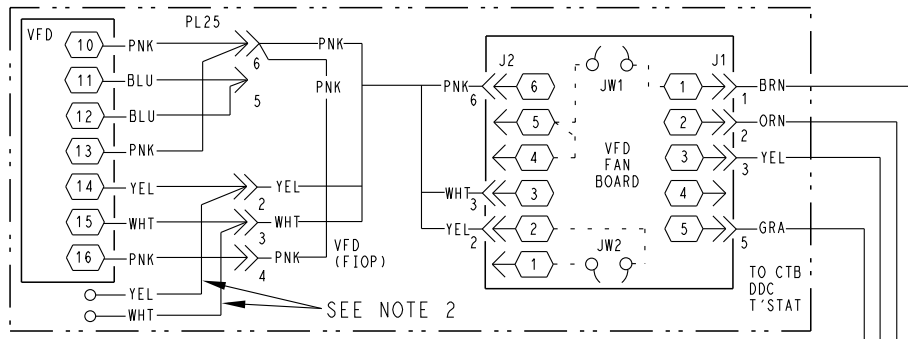 VFD
PL25
10 PNK 6 PNK
11 BLU 5
12 BLU
13 PNK
PNK
14 YEL 2 YEL
15 WHT 3 WHT
16 PNK 4 PNK
VFD
(FIOP)
YEL
WHT
SEE NOTE 2
J2
J1
JW1
PNK 6 6
5
4
WHT 3 3
YEL 2 2
1
VFD
FAN
BOARD
JW2
1 1 BRN
2 2 ORN
3 3 YEL
4
5 5 GRA
TO CTB
DDC
T'STAT